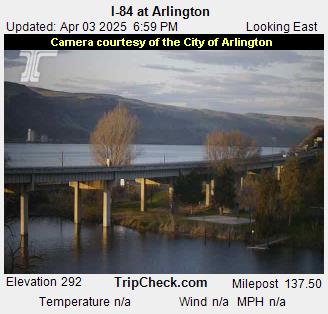 I-84 at Arlington
Updated: Apr 03 2025 6:59 PM Looking East
Camera courtesy of the City of Arlington
Elevation 292 TripCheck.com Milepost 137.50
Temperature n/a Wind n/a MPH n/a